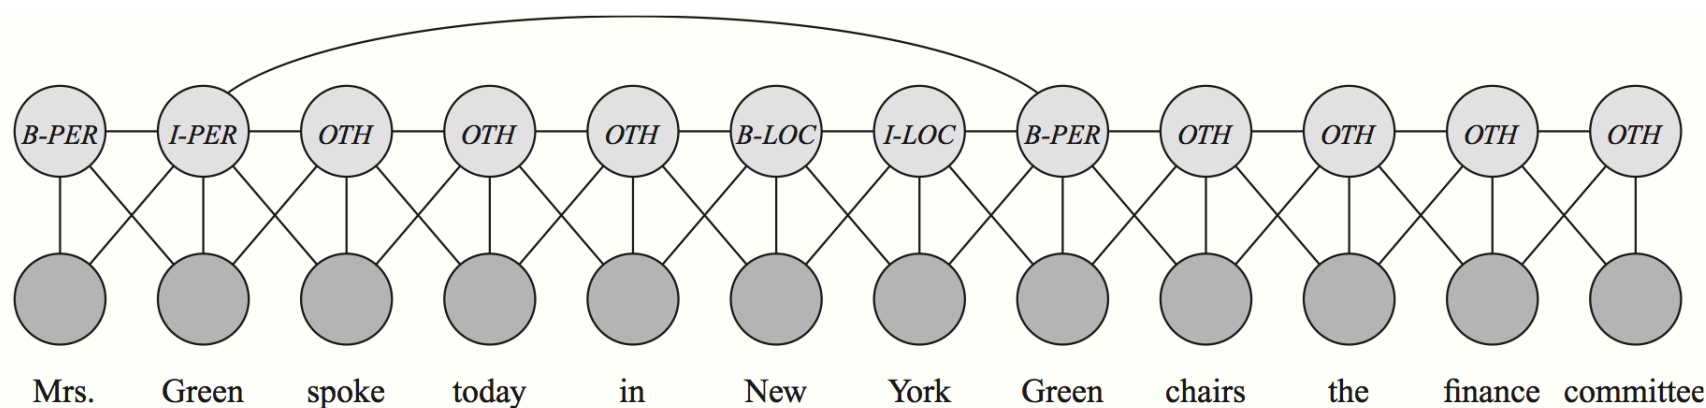 B-PER I-PER OTH OTH OTH B-LOC I-LOC B-PER OTH OTH OTH OTH
Mrs. Green spoke today in New York Green chairs the finance committee